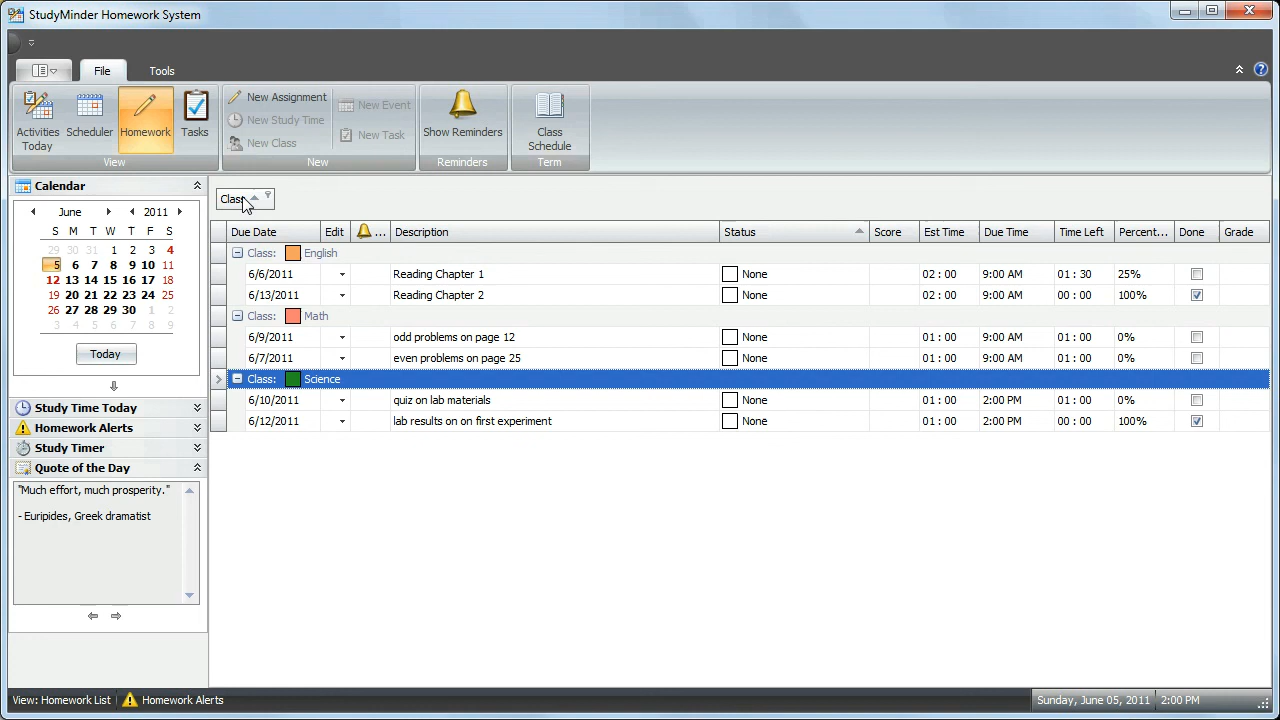 StudyMinder Homework System
File Tools
Activities Today
Scheduler
Homework
Tasks
View
New Assignment
New Study Time
New Class
New Event
New Task
New
Show Reminders
Reminders
Class Schedule
Term
Calendar
June 2011
S M T W T F S
29 30 31 1 2 3 4
5 6 7 8 9 10 11
12 13 14 15 16 17 18
19 20 21 22 23 24 25
26 27 28 29 30 1 2
3 4 5 6 7 8 9
Today
Study Time Today
Homework Alerts
Study Timer
Quote of the Day
"Much effort, much prosperity."
- Euripides, Greek dramatist
Class
Due Date Edit ... Description Status Score Est Time Due Time Time Left Percent... Done Grade
Class: English
6/6/2011 Reading Chapter 1 None 02 : 00 9:00 AM 01 : 30 25%
6/13/2011 Reading Chapter 2 None 02 : 00 9:00 AM 00 : 00 100%
Class: Math
6/9/2011 odd problems on page 12 None 01 : 00 9:00 AM 01 : 00 0%
6/7/2011 even problems on page 25 None 01 : 00 9:00 AM 01 : 00 0%
Class: Science
6/10/2011 quiz on lab materials None 01 : 00 2:00 PM 01 : 00 0%
6/12/2011 lab results on on first experiment None 01 : 00 2:00 PM 00 : 00 100%
View: Homework List Homework Alerts Sunday, June 05, 2011 2:00 PM